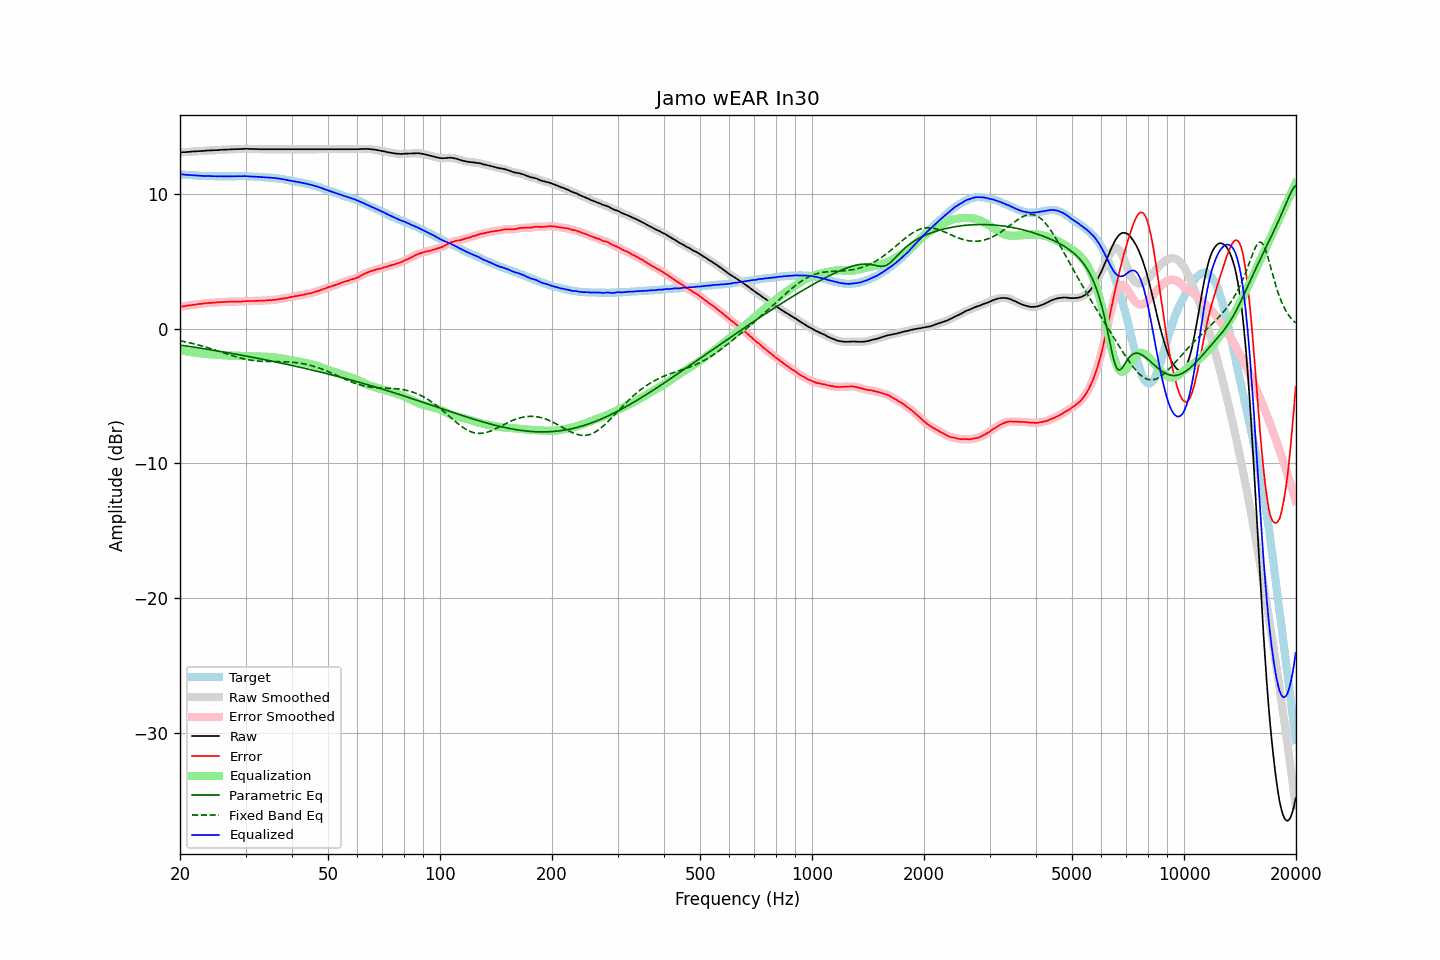 Jamo wEAR In30
Amplitude (dBr)
10
0
−10
−20
−30
Target
Raw Smoothed
Error Smoothed
Raw
Error
Equalization
Parametric Eq
Fixed Band Eq
Equalized
20 50 100 200 500 1000 2000 5000 10000 20000
Frequency (Hz)